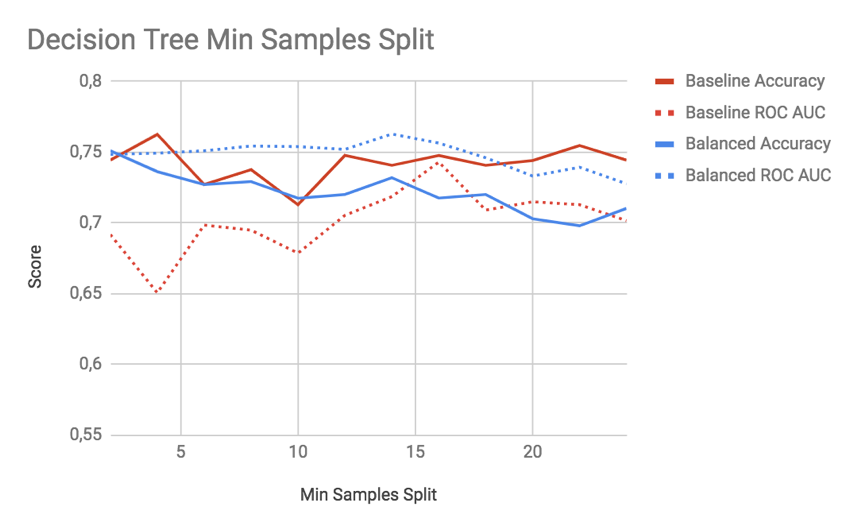 Decision Tree Min Samples Split
0,8
0,75
0,7
0,65
0,6
0,55
Score
5 10 15 20
Min Samples Split
Baseline Accuracy
Baseline ROC AUC
Balanced Accuracy
Balanced ROC AUC